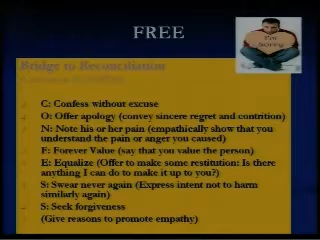 FREE
I'm
Sorry
Bridge to Reconciliation
C: Confess without excuse
O: Offer apology (convey sincere regret and contrition)
N: Note his or her pain (empathically show that you
understand the pain or anger you caused)
F: Forever Value (say that you value the person)
E: Equalize (Offer to make some restitution: Is there
anything I can do to make it up to you?)
S: Swear never again (Express intent not to harm
similarly again)
S: Seek forgiveness
(Give reasons to promote empathy)